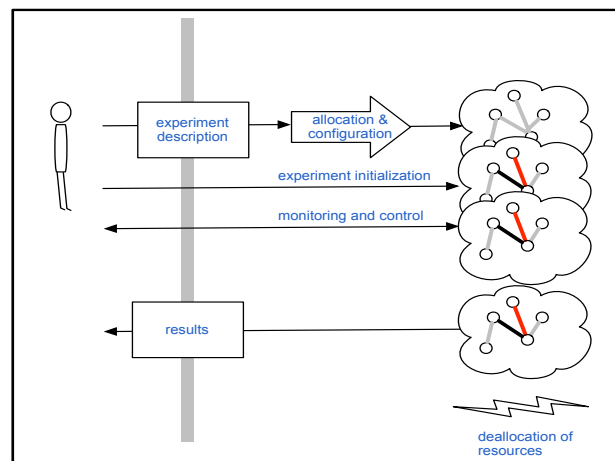 experiment
description
allocation &
configuration
experiment initialization
monitoring and control
results
deallocation of
resources